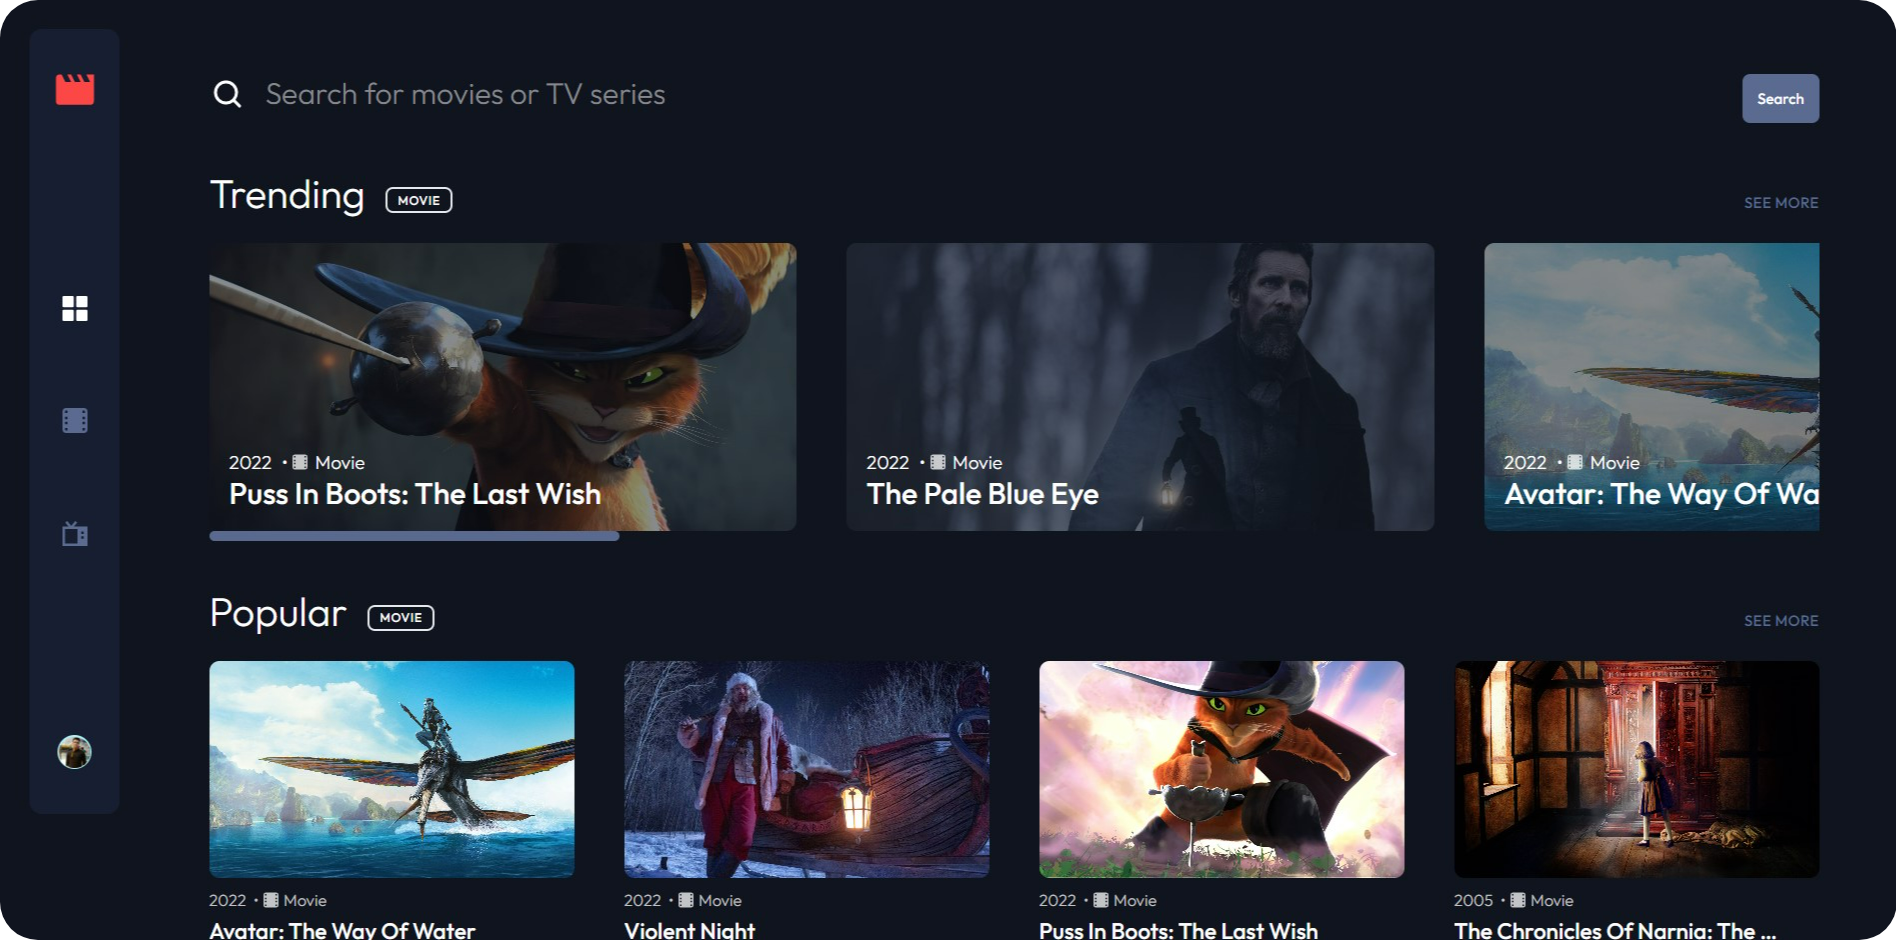 Search for movies or TV series
Search
Trending
MOVIE
SEE MORE
2022 • Movie
Puss In Boots: The Last Wish
2022 • Movie
The Pale Blue Eye
2022 • Movie
Avatar: The Way Of Wa
Popular
MOVIE
SEE MORE
2022 • Movie
Avatar: The Way Of Water
2022 • Movie
Violent Night
2022 • Movie
Puss In Boots: The Last Wish
2005 • Movie
The Chronicles Of Narnia: The ...